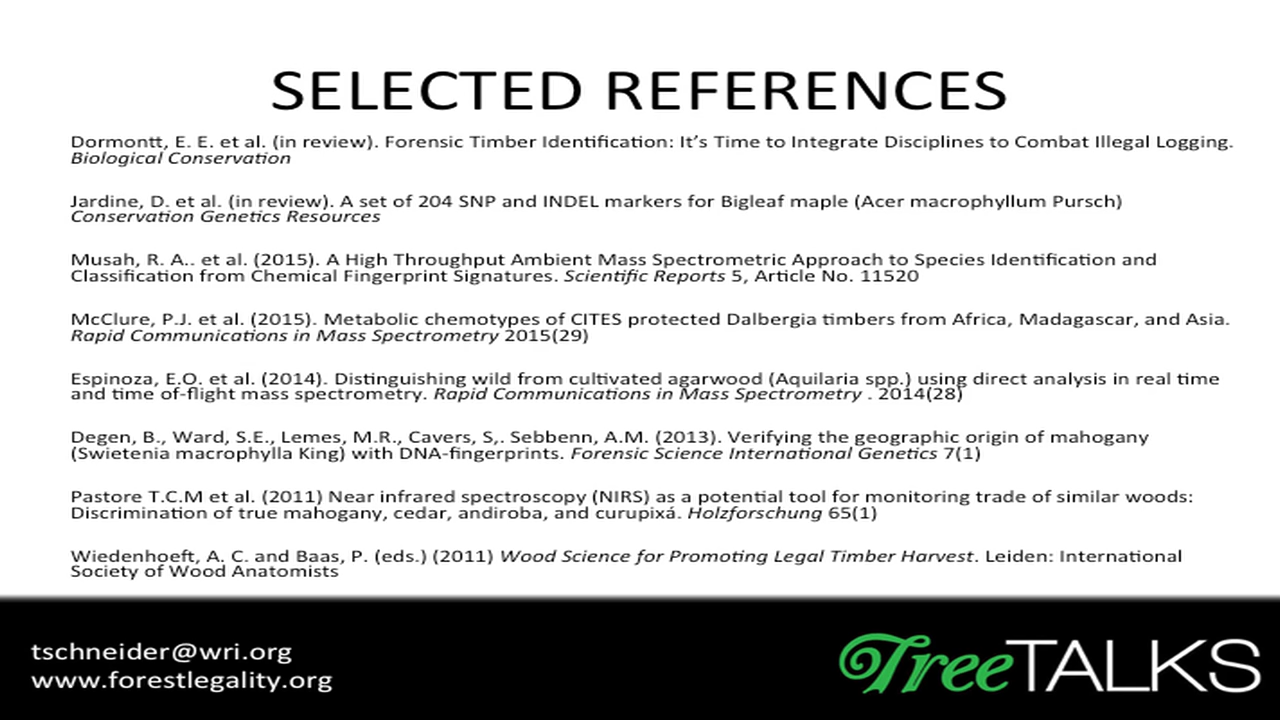 SELECTED REFERENCES
Dormontt, E. E. et al. (in review). Forensic Timber Identification: It's Time to Integrate Disciplines to Combat Illegal Logging.
Biological Conservation
Jardine, D. et al. (in review). A set of 204 SNP and INDEL markers for Bigleaf maple (Acer macrophyllum Pursch)
Conservation Genetics Resources
Musah, R. A.. et al. (2015). A High Throughput Ambient Mass Spectrometric Approach to Species Identification and
Classification from Chemical Fingerprint Signatures. Scientific Reports 5, Article No. 11520
McClure, P.J. et al. (2015). Metabolic chemotypes of CITES protected Dalbergia timbers from Africa, Madagascar, and Asia.
Rapid Communications in Mass Spectrometry 2015(29)
Espinoza, E.O. et al. (2014). Distinguishing wild from cultivated agarwood (Aquilaria spp.) using direct analysis in real time
and time of-flight mass spectrometry. Rapid Communications in Mass Spectrometry . 2014(28)
Degen, B., Ward, S.E., Lemes, M.R., Cavers, S,. Sebbenn, A.M. (2013). Verifying the geographic origin of mahogany
(Swietenia macrophylla King) with DNA-fingerprints. Forensic Science International Genetics 7(1)
Pastore T.C.M et al. (2011) Near infrared spectroscopy (NIRS) as a potential tool for monitoring trade of similar woods:
Discrimination of true mahogany, cedar, andiroba, and curupixá. Holzforschung 65(1)
Wiedenhoeft, A. C. and Baas, P. (eds.) (2011) Wood Science for Promoting Legal Timber Harvest. Leiden: International
Society of Wood Anatomists
tschneider@wri.org
www.forestlegality.org
TreeTALKS